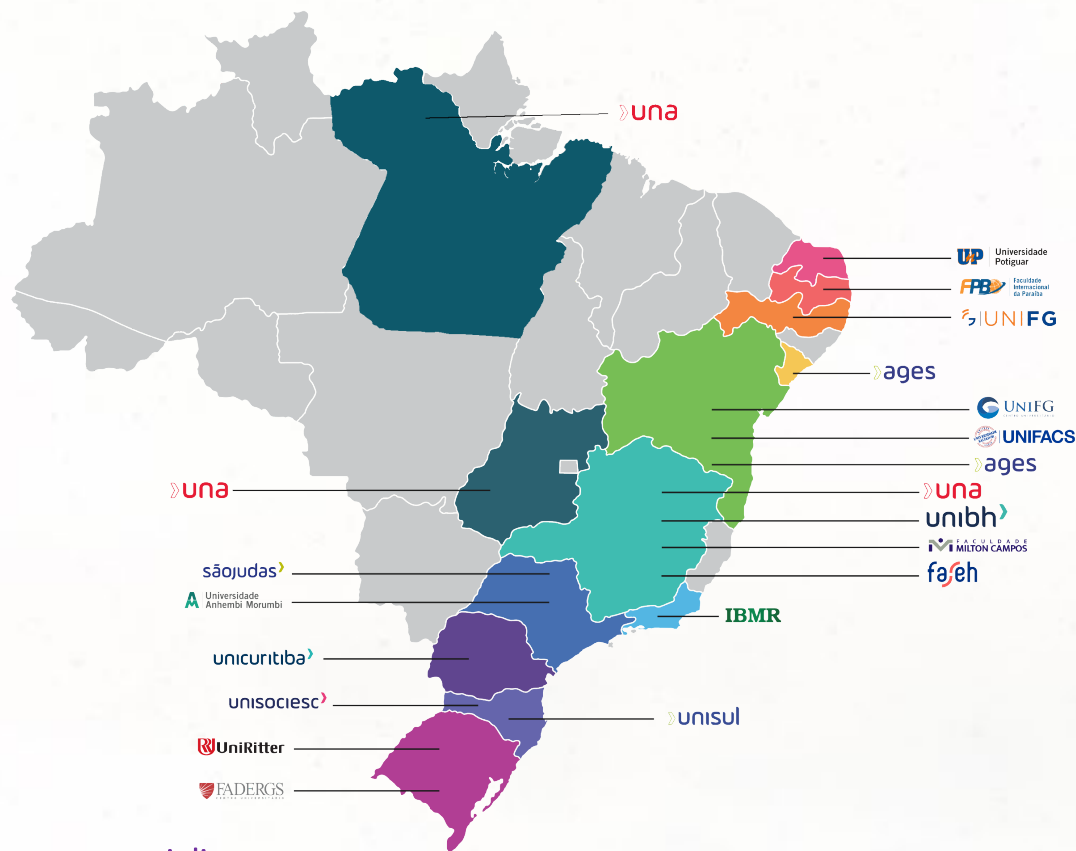 una
UnP Universidade
Potiguar
FPB Faculdade
Internacional
da Paraíba
UNIFG
ages
UNIFG
UNIFACS
ages
una
una
unibh
FACULDADE
MILTON CAMPOS
sãojudas
faseh
Universidade
Anhembi Morumbi
IBMR
unicuritiba
unisociesc
unisul
UniRitter
FADERGS